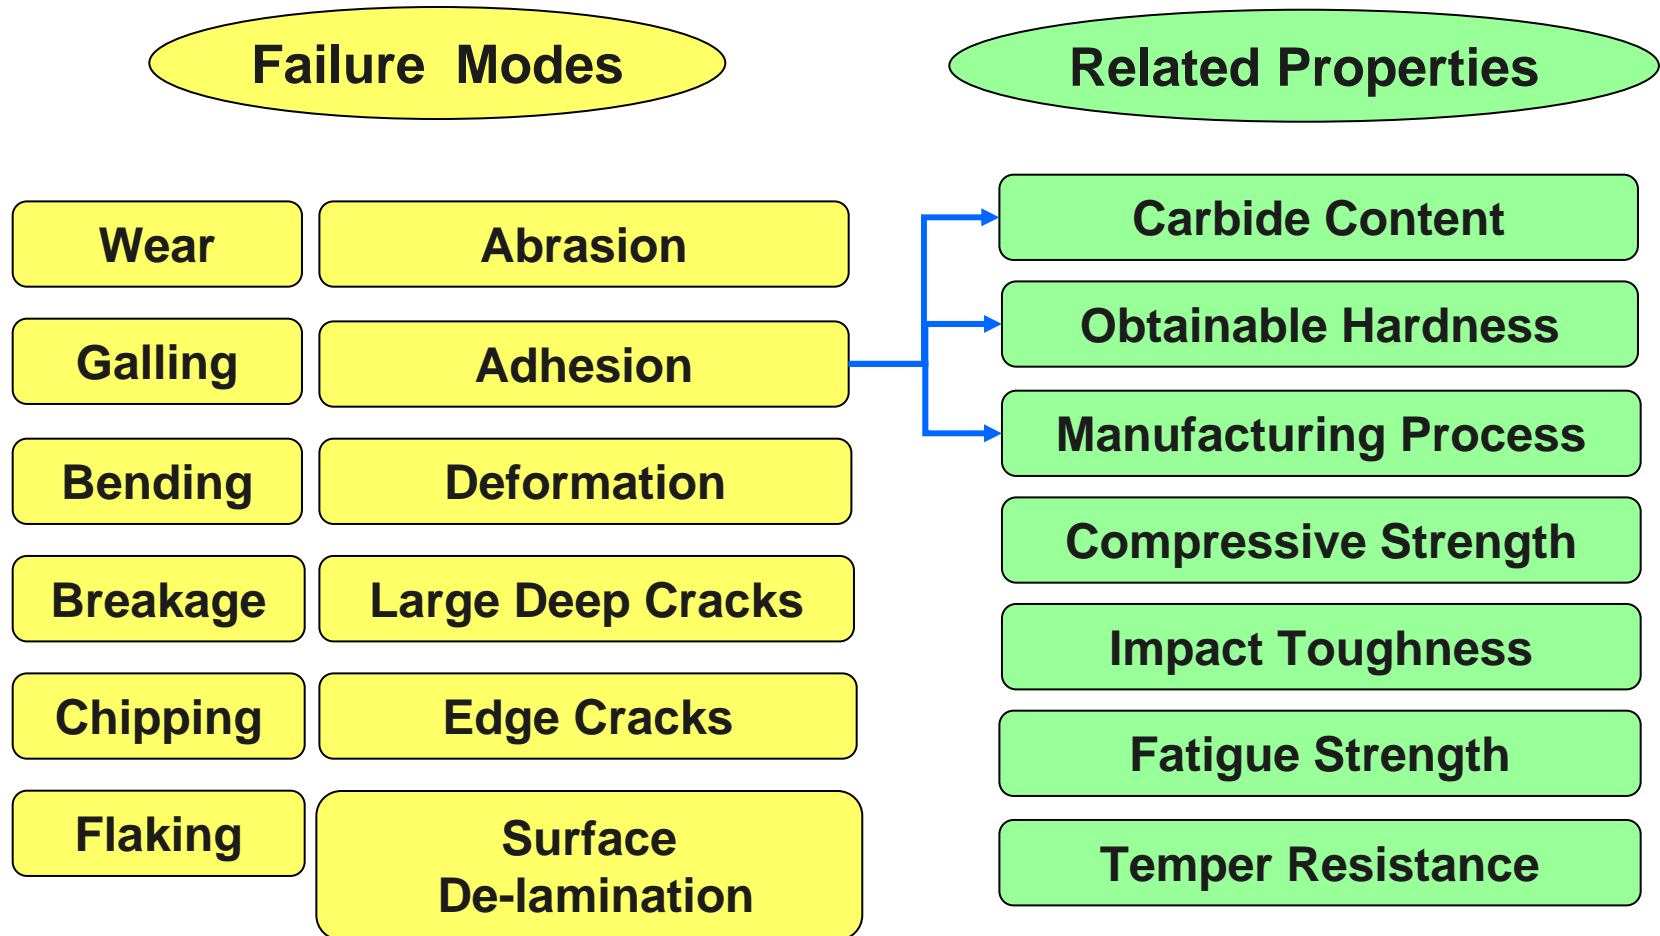 Failure Modes
Related Properties
Wear
Abrasion
Galling
Adhesion
Bending
Deformation
Breakage
Large Deep Cracks
Chipping
Edge Cracks
Flaking
Surface
De-lamination
Carbide Content
Obtainable Hardness
Manufacturing Process
Compressive Strength
Impact Toughness
Fatigue Strength
Temper Resistance